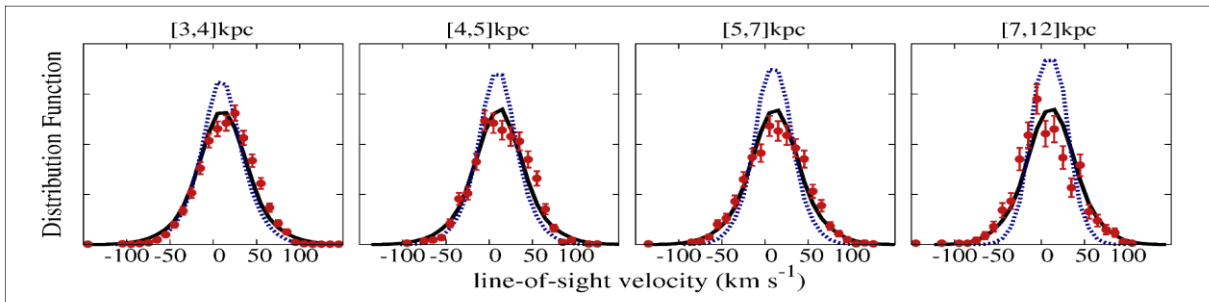 [3,4]kpc [4,5]kpc [5,7]kpc [7,12]kpc
Distribution Function
-100 -50 0 50 100 -100 -50 0 50 100 -100 -50 0 50 100 -100 -50 0 50 100
line-of-sight velocity (km s⁻¹)